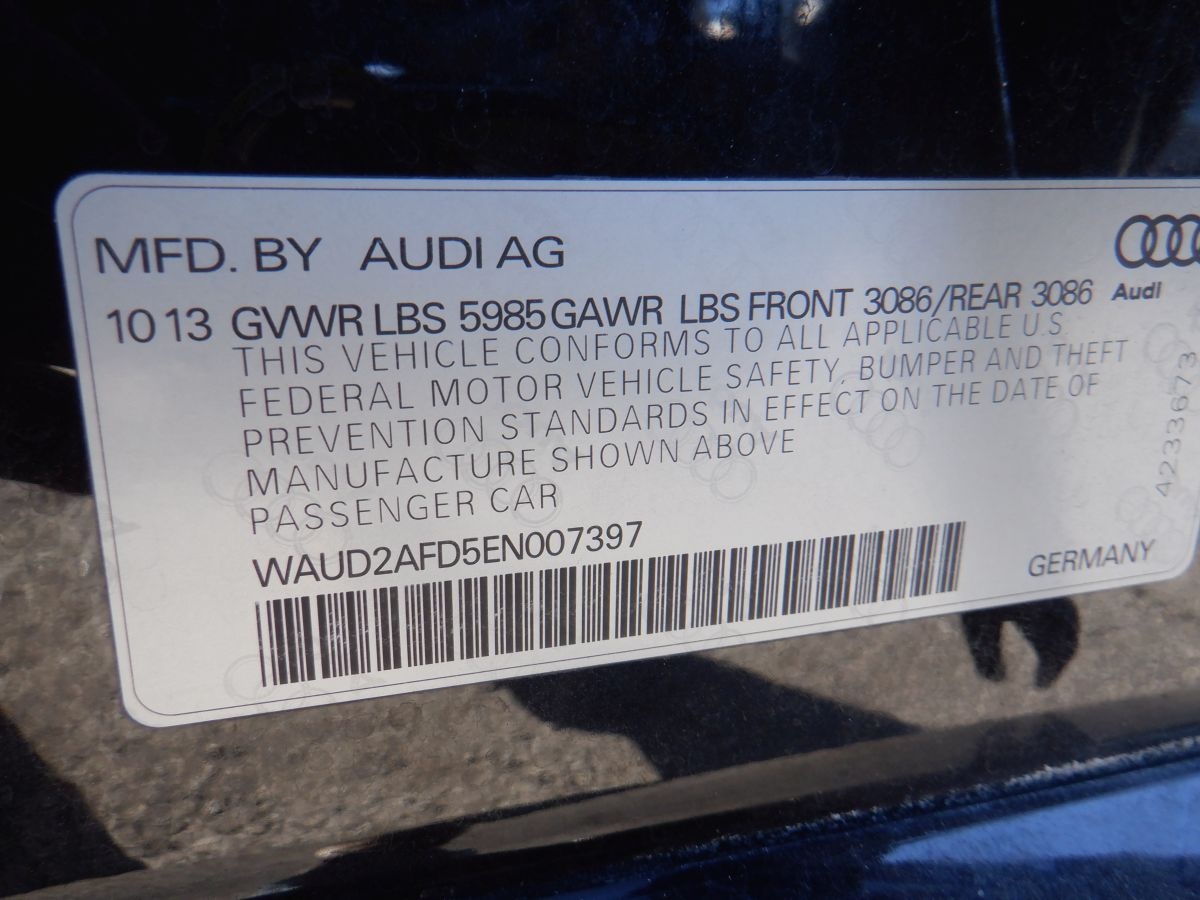 MFD. BY AUDI AG
10 13 GVWR LBS 5985 GAWR LBS FRONT 3086/REAR 3086
Audi
THIS VEHICLE CONFORMS TO ALL APPLICABLE U.S.
FEDERAL MOTOR VEHICLE SAFETY, BUMPER AND THEFT
PREVENTION STANDARDS IN EFFECT ON THE DATE OF
MANUFACTURE SHOWN ABOVE
PASSENGER CAR
WAUD2AFD5EN007397
GERMANY
42336673